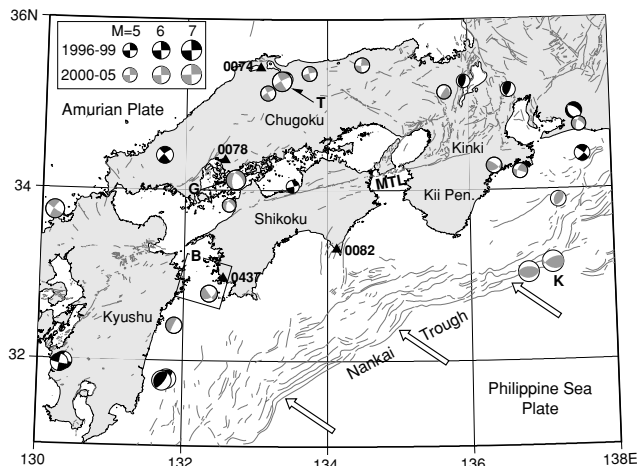 36N
M=5 6 7
1996-99
2000-05
0074
T
Amurian Plate
Chugoku
0078
Kinki
G
34
MTL
Kii Pen.
Shikoku
B
0082
0437
K
Kyushu
Nankai Trough
32
Philippine Sea
Plate
130 132 134 136 138E